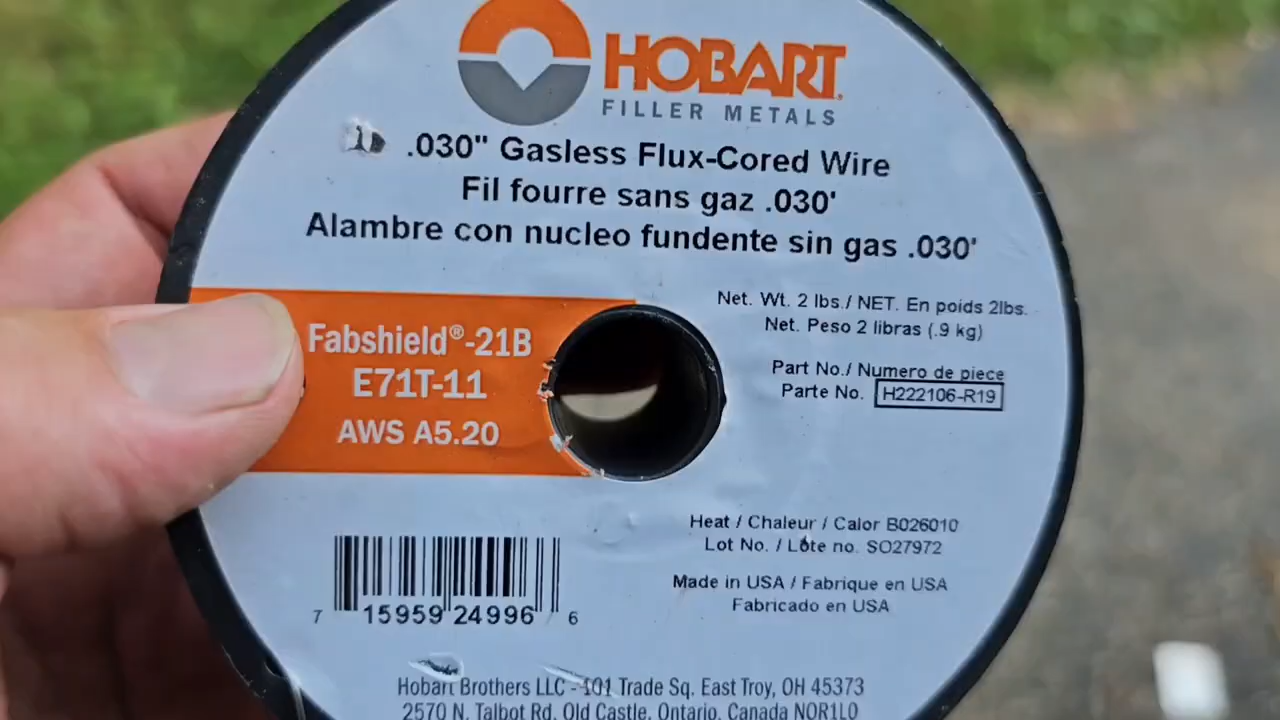 HOBART
FILLER METALS
.030" Gasless Flux-Cored Wire
Fil fourre sans gaz .030'
Alambre con nucleo fundente sin gas .030'
Net. Wt. 2 lbs./ NET. En poids 2lbs.
Net. Peso 2 libras (.9 kg)
Fabshield®-21B
E71T-11
AWS A5.20
Part No./ Numero de piece
Parte No. H222106-R19
Heat / Chaleur / Calor B026010
Lot No. / Lote no. SO27972
Made in USA / Fabrique en USA
Fabricado en USA
7 15959 24996 6
Hobart Brothers LLC - 101 Trade Sq. East Troy, OH 45373
2570 N. Talbot Rd. Old Castle, Ontario, Canada NOR1L0